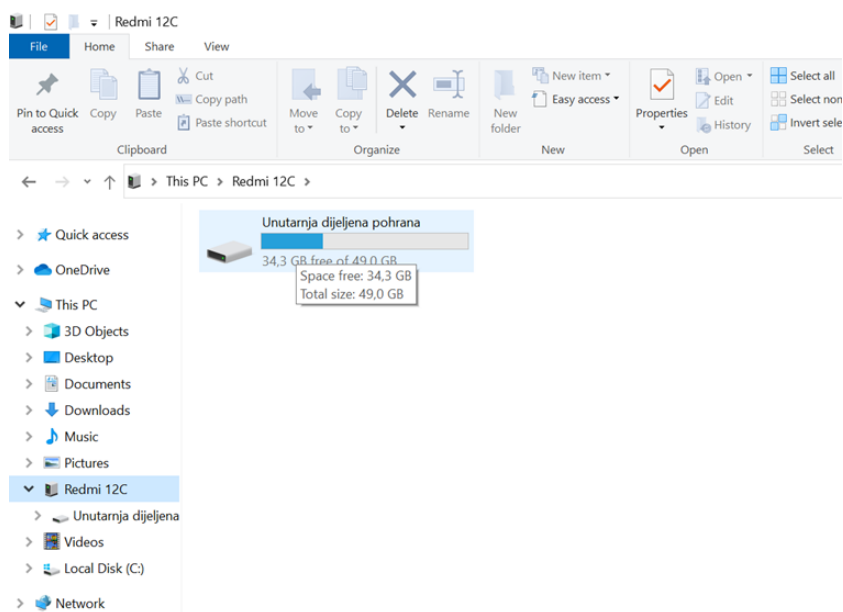 Redmi 12C
File Home Share View
Pin to Quick access
Copy
Paste
Cut
Copy path
Paste shortcut
Clipboard
Move to
Copy to
Delete
Rename
Organize
New folder
New item
Easy access
New
Properties
Open
Edit
History
Open
Select all
Select non
Invert sele
Select
This PC > Redmi 12C >
Quick access
OneDrive
This PC
3D Objects
Desktop
Documents
Downloads
Music
Pictures
Redmi 12C
Unutarnja dijeljena
Videos
Local Disk (C:)
Network
Unutarnja dijeljena pohrana
34,3 GB free of 49,0 GB
Space free: 34,3 GB
Total size: 49,0 GB